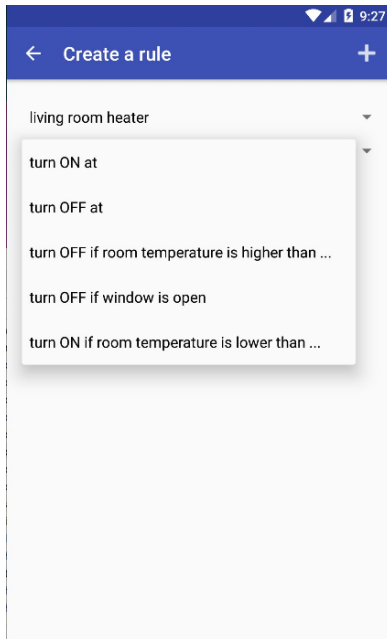 9:27
Create a rule
living room heater
turn ON at
turn OFF at
turn OFF if room temperature is higher than ...
turn OFF if window is open
turn ON if room temperature is lower than ...